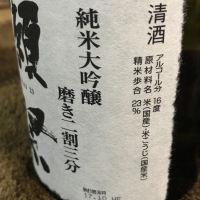 清酒
アルコール分 16度
原材料名 米(国産)・米こうじ(国産米)
精米歩合 23%
純米大吟醸
磨き二割三分
獺祭